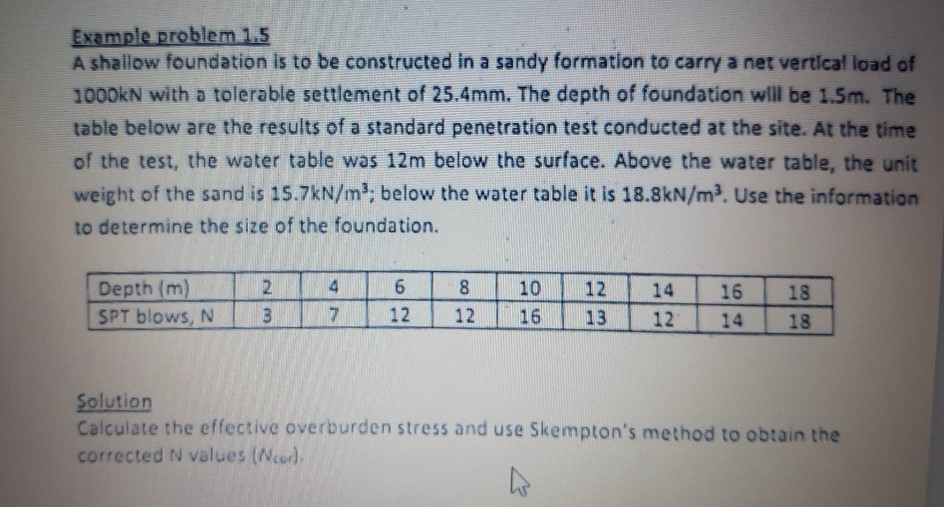 Example problem 1.5
A shallow foundation is to be constructed in a sandy formation to carry a net vertical load of
1000kN with a tolerable settlement of 25.4mm. The depth of foundation will be 1.5m. The
table below are the results of a standard penetration test conducted at the site. At the time
of the test, the water table was 12m below the surface. Above the water table, the unit
weight of the sand is 15.7kN/m³; below the water table it is 18.8kN/m³. Use the information
to determine the size of the foundation.
Depth (m) 2 4 6 8 10 12 14 16 18
SPT blows, N 3 7 12 12 16 13 12 14 18
Solution
Calculate the effective overburden stress and use Skempton's method to obtain the
corrected N values (Ncor).